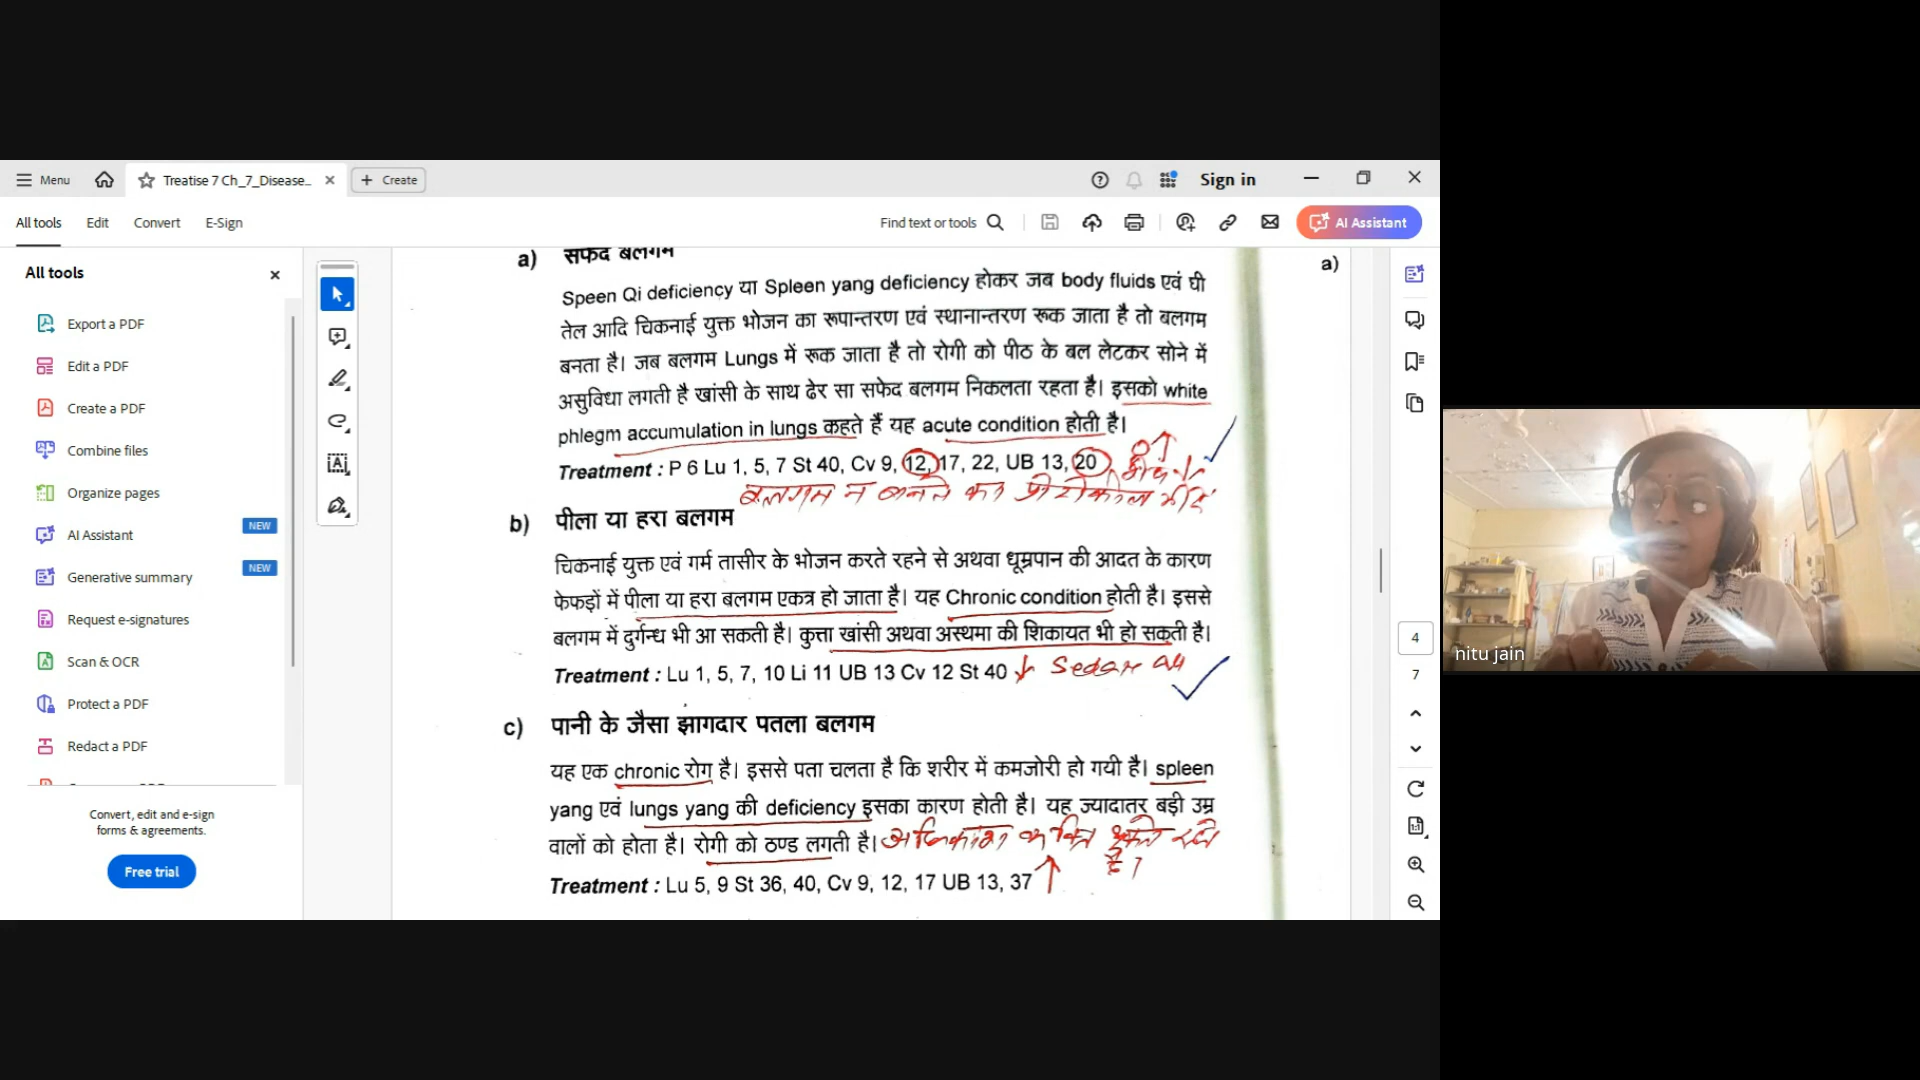 Menu
Treatise 7 Ch_7_Disease...
Create
Sign in
All tools
Edit
Convert
E-Sign
Find text or tools
AI Assistant
All tools
Export a PDF
Edit a PDF
Create a PDF
Combine files
Organize pages
AI Assistant
NEW
Generative summary
NEW
Request e-signatures
Scan & OCR
Protect a PDF
Redact a PDF
Convert, edit and e-sign
forms & agreements.
Free trial
a) सफेद बलगम
a)
Speen Qi deficiency या Spleen yang deficiency होकर जब body fluids एवं घी
तेल आदि चिकनाई युक्त भोजन का रूपान्तरण एवं स्थानान्तरण रूक जाता है तो बलगम
बनता है। जब बलगम Lungs में रूक जाता है तो रोगी को पीठ के बल लेटकर सोने में
असुविधा लगती है खांसी के साथ ढेर सा सफेद बलगम निकलता रहता है। इसको white
phlegm accumulation in lungs कहते हैं यह acute condition होती है।
Treatment : P 6 Lu 1, 5, 7 St 40, Cv 9, 12, 17, 22, UB 13, 20
बलगम न बनने का प्रोटोकोल
b) पीला या हरा बलगम
चिकनाई युक्त एवं गर्म तासीर के भोजन करते रहने से अथवा धूम्रपान की आदत के कारण
फेफड़ों में पीला या हरा बलगम एकत्र हो जाता है। यह Chronic condition होती है। इससे
बलगम में दुर्गन्ध भी आ सकती है। कुत्ता खांसी अथवा अस्थमा की शिकायत भी हो सकती है।
Treatment : Lu 1, 5, 7, 10 Li 11 UB 13 Cv 12 St 40 ↓
c) पानी के जैसा झागदार पतला बलगम
यह एक chronic रोग है। इससे पता चलता है कि शरीर में कमजोरी हो गयी है। spleen
yang एवं lungs yang की deficiency इसका कारण होती है। यह ज्यादातर बड़ी उम्र
वालों को होता है। रोगी को ठण्ड लगती है।
Treatment : Lu 5, 9 St 36, 40, Cv 9, 12, 17 UB 13, 37 ↑
4
7
nitu jain